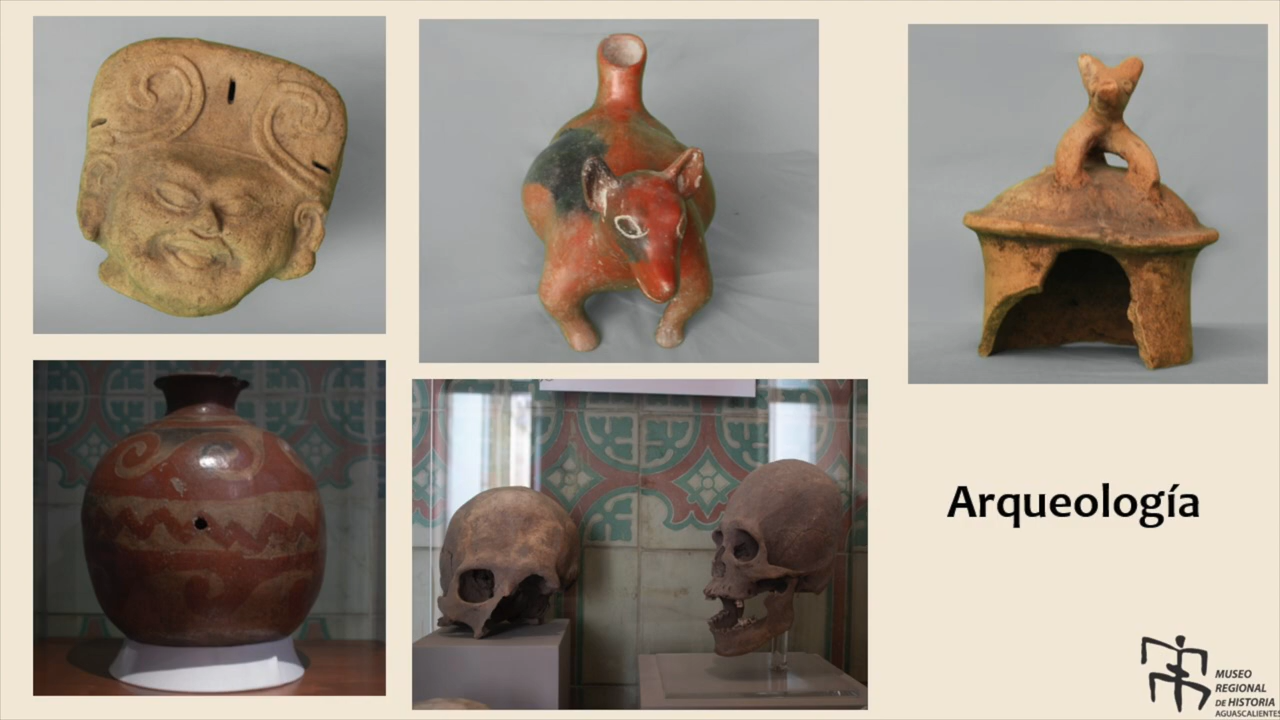 Arqueología
MUSEO
REGIONAL
DE HISTORIA
AGUASCALIENTES